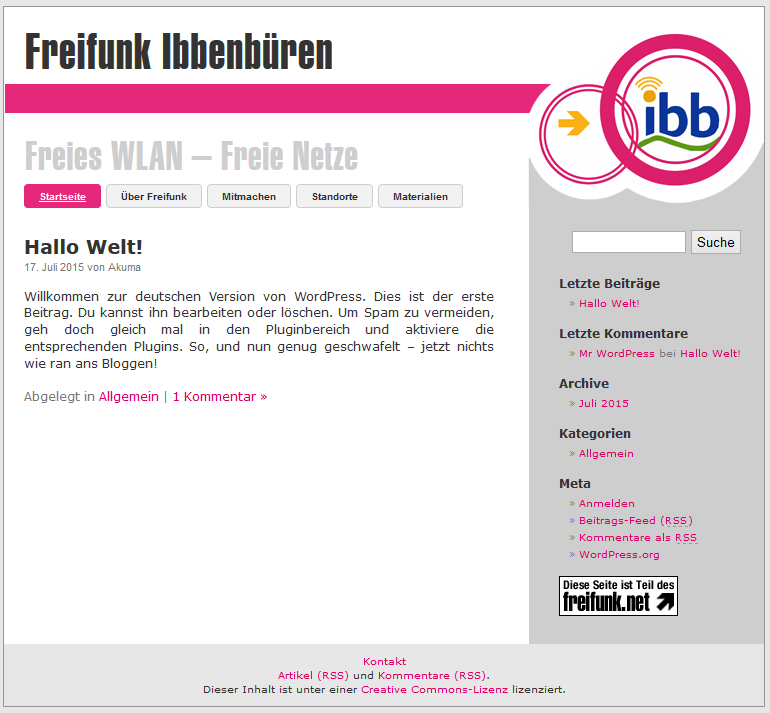 Freifunk Ibbenbüren
ibb
Freies WLAN – Freie Netze
Startseite
Über Freifunk
Mitmachen
Standorte
Materialien
Hallo Welt!
17. Juli 2015 von Akuma
Willkommen zur deutschen Version von WordPress. Dies ist der erste
Beitrag. Du kannst ihn bearbeiten oder löschen. Um Spam zu vermeiden,
geh doch gleich mal in den Pluginbereich und aktiviere die
entsprechenden Plugins. So, und nun genug geschwafelt – jetzt nichts
wie ran ans Bloggen!
Abgelegt in Allgemein | 1 Kommentar »
Suche
Letzte Beiträge
» Hallo Welt!
Letzte Kommentare
» Mr WordPress bei Hallo Welt!
Archive
» Juli 2015
Kategorien
» Allgemein
Meta
» Anmelden
» Beitrags-Feed (RSS)
» Kommentare als RSS
» WordPress.org
Diese Seite ist Teil des
freifunk.net
Kontakt
Artikel (RSS) und Kommentare (RSS).
Dieser Inhalt ist unter einer Creative Commons-Lizenz lizenziert.